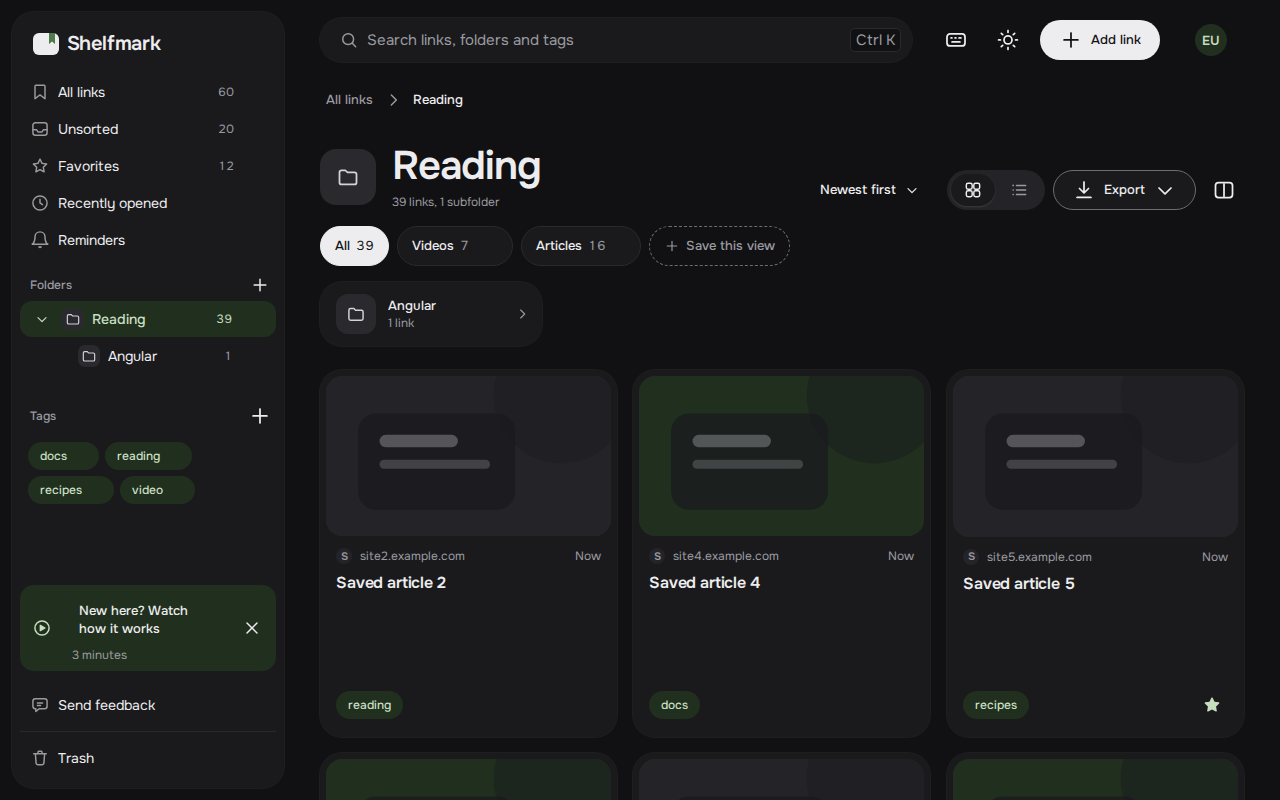 Shelfmark
All links 60
Unsorted 20
Favorites 12
Recently opened
Reminders
Folders
Reading 39
Angular 1
Tags
docs reading
recipes video
New here? Watch
how it works
3 minutes
Send feedback
Trash
Search links, folders and tags Ctrl K
Add link
EU
All links Reading
Reading
39 links, 1 subfolder
Newest first
Export
All 39 Videos 7 Articles 16 Save this view
Angular
1 link
S site2.example.com Now
Saved article 2
reading
S site4.example.com Now
Saved article 4
docs
S site5.example.com Now
Saved article 5
recipes